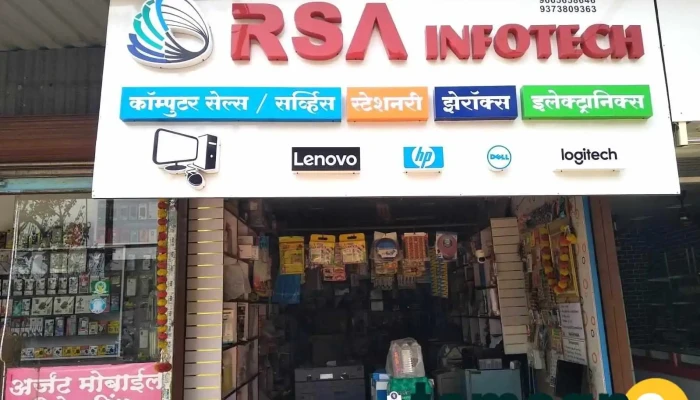 9373809363
RSA INFOTECH
कॉम्पुटर सेल्स / सर्व्हिस स्टेशनरी झेरॉक्स इलेक्ट्रानिक्स
Lenovo hp DELL logitech
अर्जंट मोबाईल